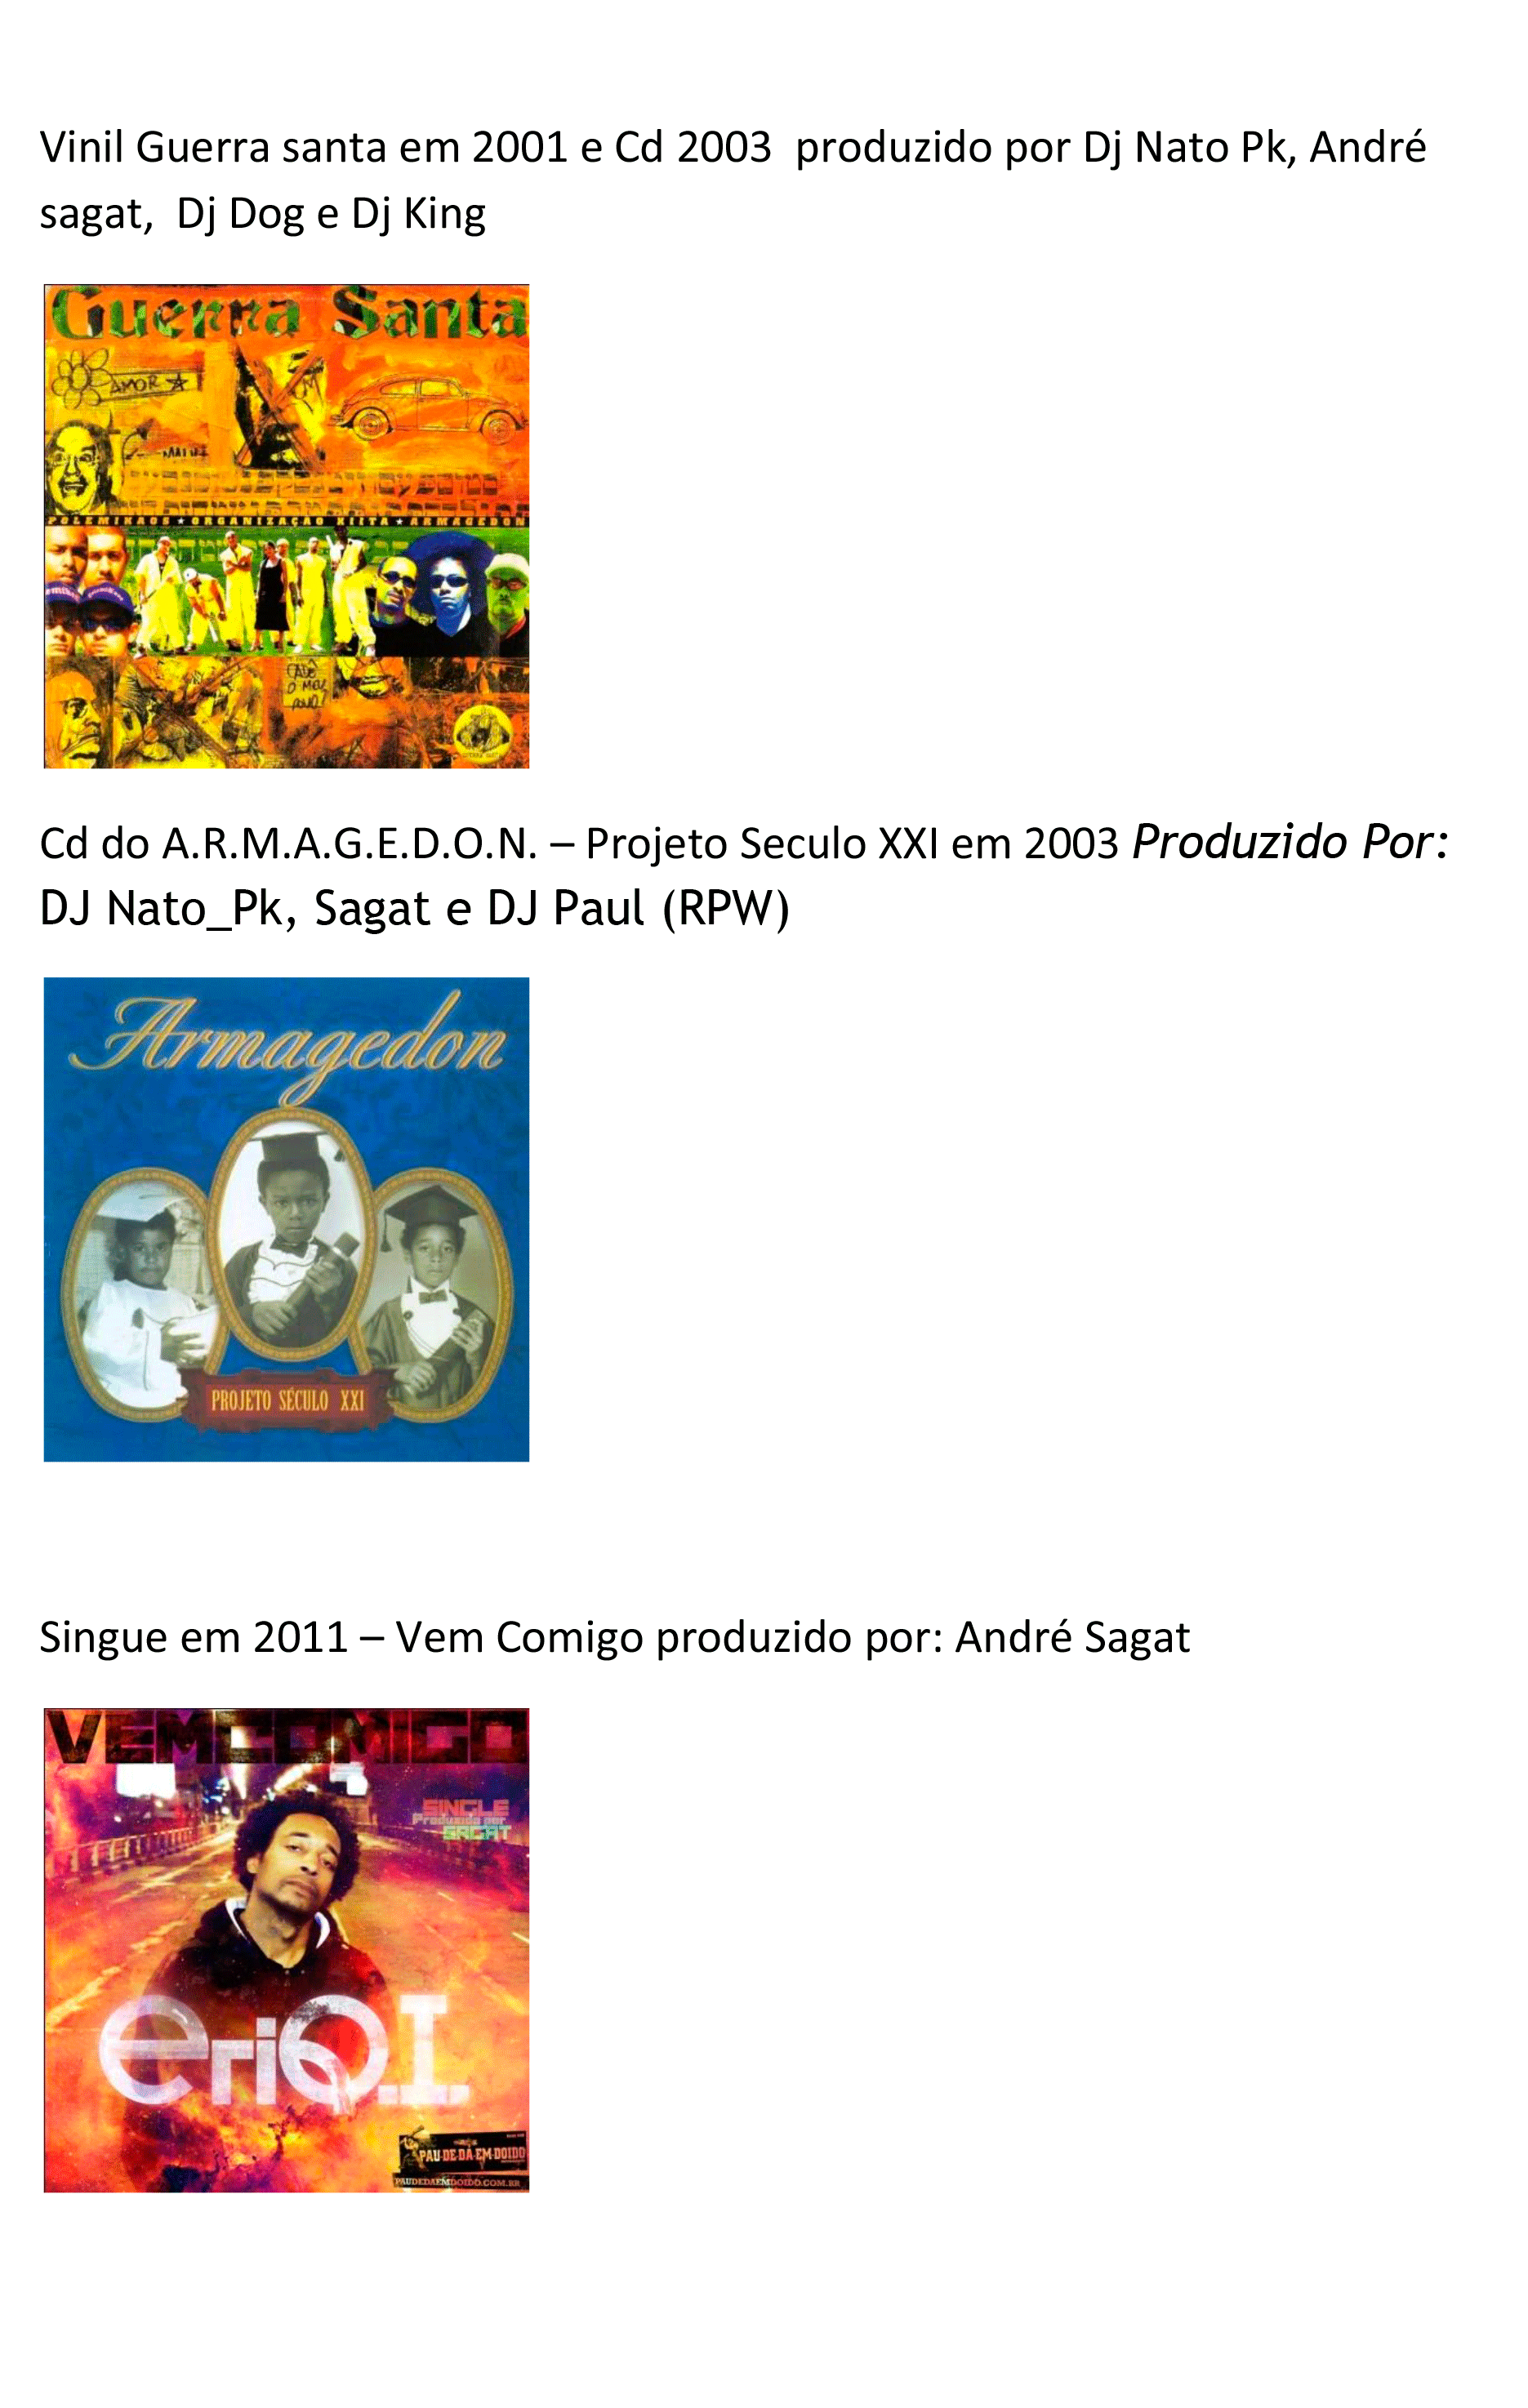 Vinil Guerra santa em 2001 e Cd 2003  produzido por Dj Nato Pk, André
sagat,  Dj Dog e Dj King
Guerra Santa
AMOR
POLEMIKAOS ★ ORGANIZAÇÃO XIITA ★ ARMAGEDON
CADÊ
O MEU
POVO?
Cd do A.R.M.A.G.E.D.O.N. – Projeto Seculo XXI em 2003 Produzido Por:
DJ Nato_Pk, Sagat e DJ Paul (RPW)
Armagedon
PROJETO SÉCULO XXI
Singue em 2011 – Vem Comigo produzido por: André Sagat
VEMCOMIGO
SINGLE
Produzido por
SAGAT
eriQ.I.
PAU-DE-DÁ-EM-DOIDO
PAUDEDAEMDOIDO.COM.BR